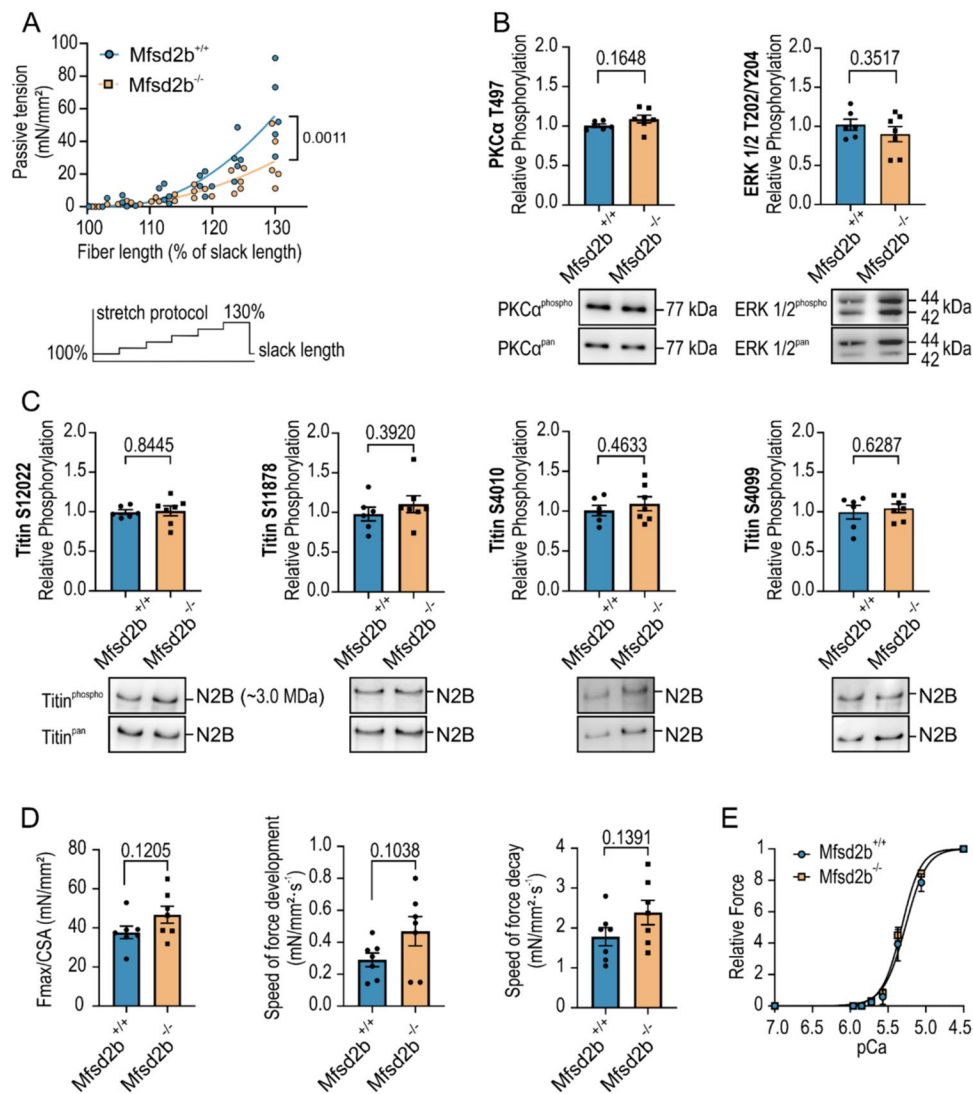 A
Passive tension
(mN/mm²)
100
80
60
40
20
0
Mfsd2b+/+
Mfsd2b-/-
0.0011
100 110 120 130
Fiber length (% of slack length)
stretch protocol 130%
100% slack length
B
PKCα T497
Relative Phosphorylation
2.0
1.5
1.0
0.5
0.0
0.1648
Mfsd2b+/+
Mfsd2b-/-
PKCαphospho 77 kDa
PKCαpan 77 kDa
ERK 1/2 T202/Y204
Relative Phosphorylation
2.0
1.5
1.0
0.5
0.0
0.3517
Mfsd2b+/+
Mfsd2b-/-
ERK 1/2phospho 44
42 kDa
ERK 1/2pan 44
42 kDa
C
Titin S12022
Relative Phosphorylation
2.0
1.5
1.0
0.5
0.0
0.8445
Mfsd2b+/+
Mfsd2b-/-
Titinphospho N2B (~3.0 MDa)
Titinpan N2B
Titin S11878
Relative Phosphorylation
2.0
1.5
1.0
0.5
0.0
0.3920
Mfsd2b+/+
Mfsd2b-/-
N2B
N2B
Titin S4010
Relative Phosphorylation
2.0
1.5
1.0
0.5
0.0
0.4633
Mfsd2b+/+
Mfsd2b-/-
N2B
N2B
Titin S4099
Relative Phosphorylation
2.0
1.5
1.0
0.5
0.0
0.6287
Mfsd2b+/+
Mfsd2b-/-
N2B
N2B
D
Fmax/CSA (mN/mm²)
80
60
40
20
0
0.1205
Mfsd2b+/+
Mfsd2b-/-
Speed of force development
(mN/mm²·s-1)
1.0
0.8
0.6
0.4
0.2
0.0
0.1038
Mfsd2b+/+
Mfsd2b-/-
Speed of force decay
(mN/mm²·s-1)
4
3
2
1
0
0.1391
Mfsd2b+/+
Mfsd2b-/-
E
Relative Force
1
8
6
4
2
0
Mfsd2b+/+
Mfsd2b-/-
7.0 6.5 6.0 5.5 5.0 4.5
pCa